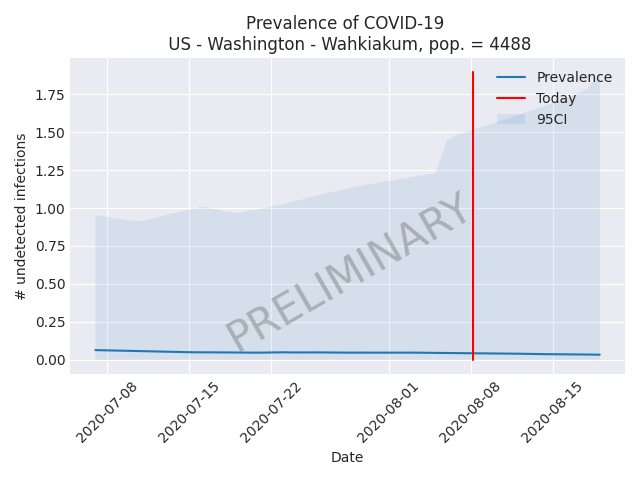 Prevalence of COVID-19
US - Washington - Wahkiakum, pop. = 4488
Prevalence
Today
95CI
1.75
1.50
1.25
1.00
0.75
0.50
0.25
0.00
# undetected infections
PRELIMINARY
2020-07-08
2020-07-15
2020-07-22
2020-08-01
2020-08-08
2020-08-15
Date